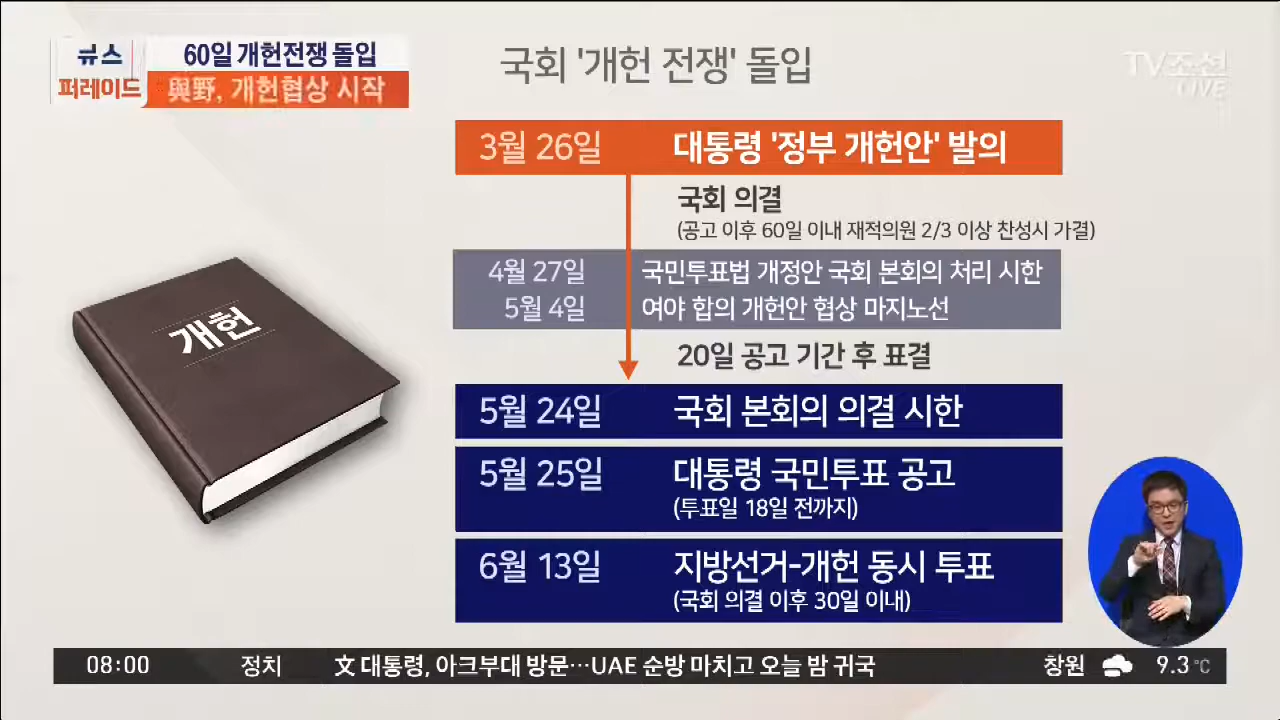 뉴스
퍼레이드
60일 개헌전쟁 돌입
與野, 개헌협상 시작
국회 '개헌 전쟁' 돌입
TV조선
LIVE
3월 26일 대통령 '정부 개헌안' 발의
국회 의결
(공고 이후 60일 이내 재적의원 2/3 이상 찬성시 가결)
4월 27일 국민투표법 개정안 국회 본회의 처리 시한
5월 4일 여야 합의 개헌안 협상 마지노선
20일 공고 기간 후 표결
개헌
5월 24일 국회 본회의 의결 시한
5월 25일 대통령 국민투표 공고
(투표일 18일 전까지)
6월 13일 지방선거-개헌 동시 투표
(국회 의결 이후 30일 이내)
08:00 정치 文 대통령, 아크부대 방문…UAE 순방 마치고 오늘 밤 귀국 창원 9.3℃